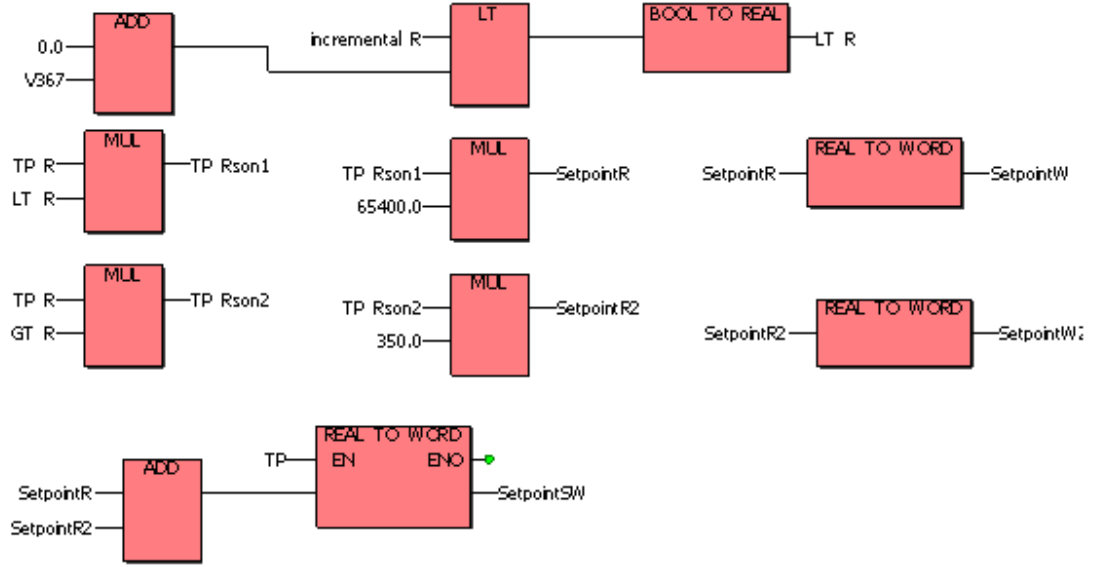 ADD
0.0
V367
LT
incremental R
BOOL TO REAL
LT R
MUL
TP R
LT R
TP Rson1
MUL
TP Rson1
65400.0
SetpointR
REAL TO WORD
SetpointR
SetpointW
MUL
TP R
GT R
TP Rson2
MUL
TP Rson2
350.0
SetpointR2
REAL TO WORD
SetpointR2
SetpointW2
ADD
SetpointR
SetpointR2
REAL TO WORD
TP
EN ENO
SetpointSW